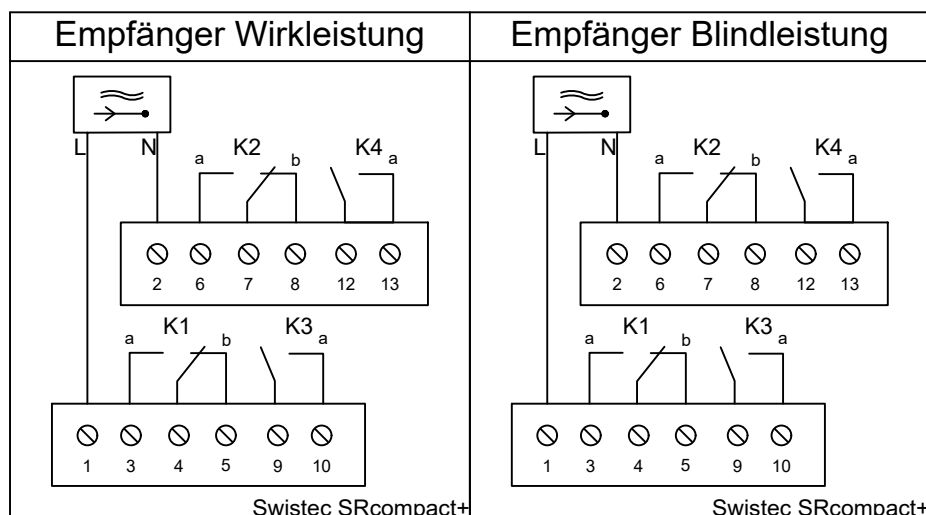 Empfänger Wirkleistung
L N
a K2 b K4 a
2 6 7 8 12 13
a K1 b K3 a
1 3 4 5 9 10
Swistec SRcompact+
Empfänger Blindleistung
L N
a K2 b K4 a
2 6 7 8 12 13
a K1 b K3 a
1 3 4 5 9 10
Swistec SRcompact+